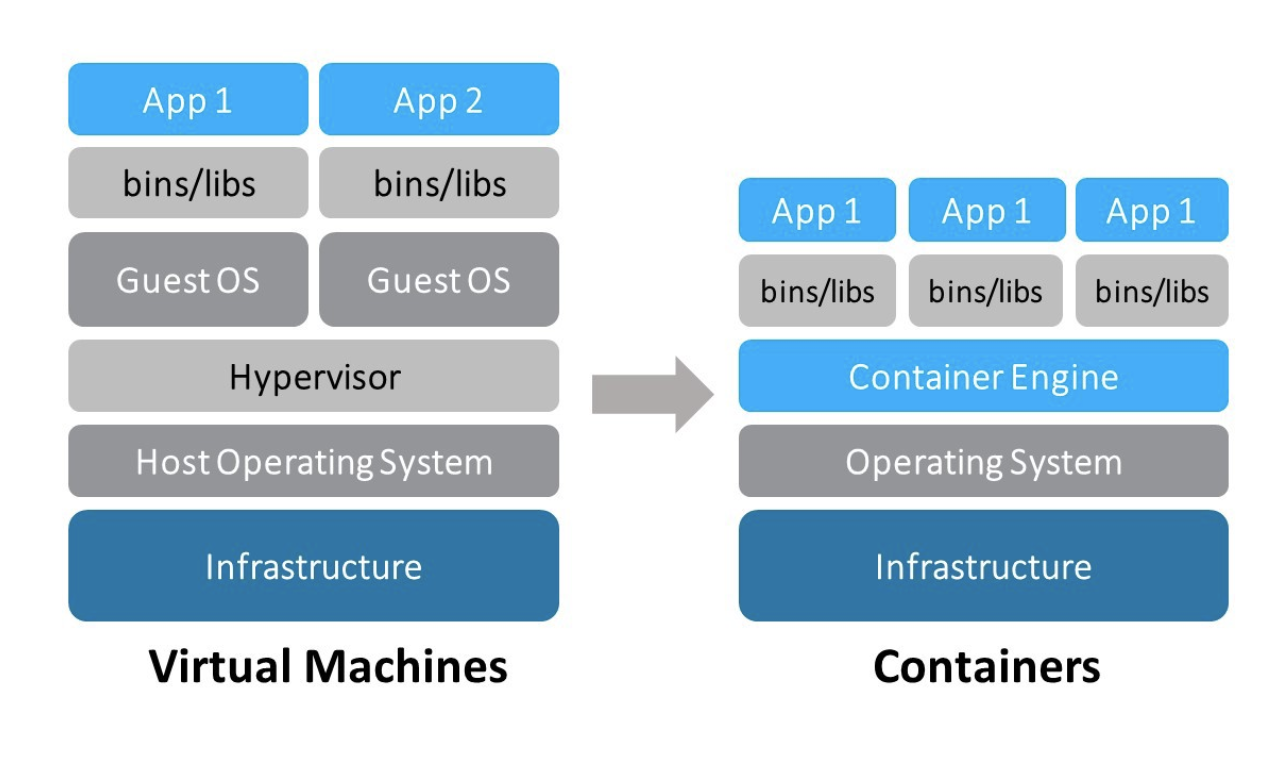 App 1
App 2
bins/libs
bins/libs
Guest OS
Guest OS
Hypervisor
Host Operating System
Infrastructure
Virtual Machines
App 1
App 1
App 1
bins/libs
bins/libs
bins/libs
Container Engine
Operating System
Infrastructure
Containers